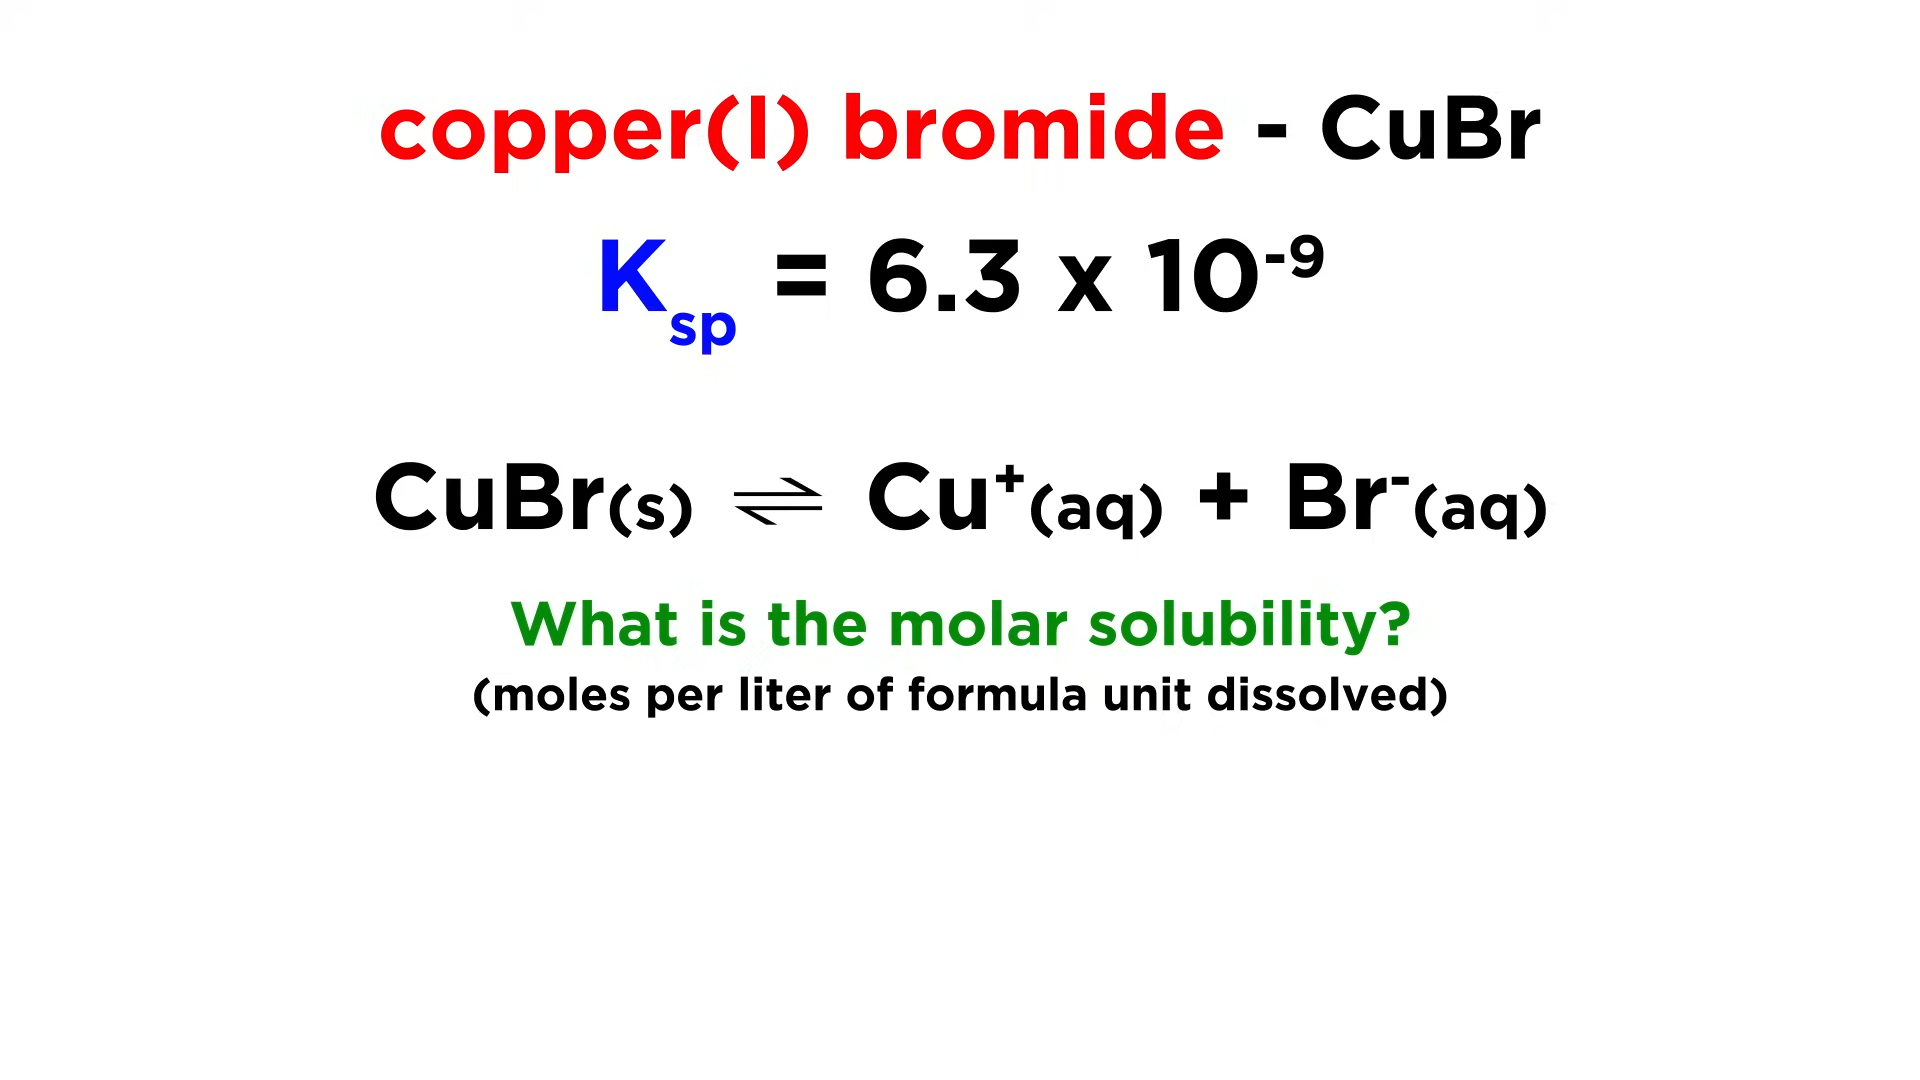 copper(I) bromide - CuBr
Ksp = 6.3 x 10⁻⁹
CuBr(s) ⇌ Cu⁺(aq) + Br⁻(aq)
What is the molar solubility?
(moles per liter of formula unit dissolved)